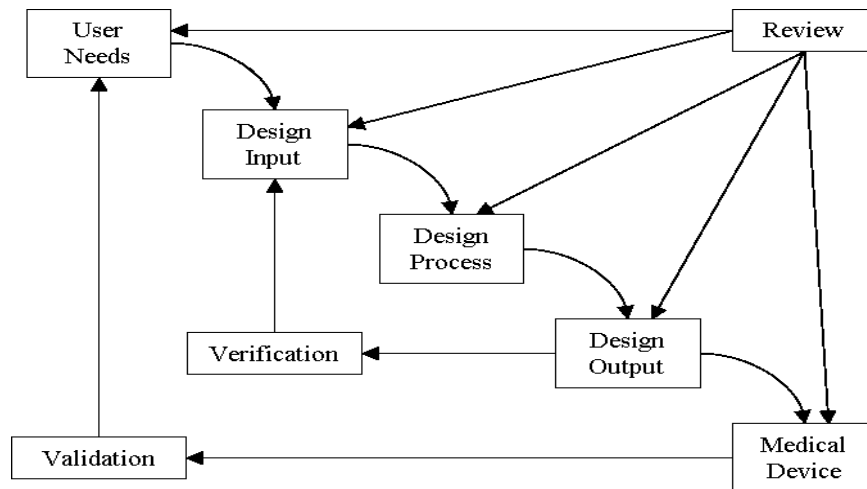 User
Needs
Review
Design
Input
Design
Process
Verification
Design
Output
Validation
Medical
Device